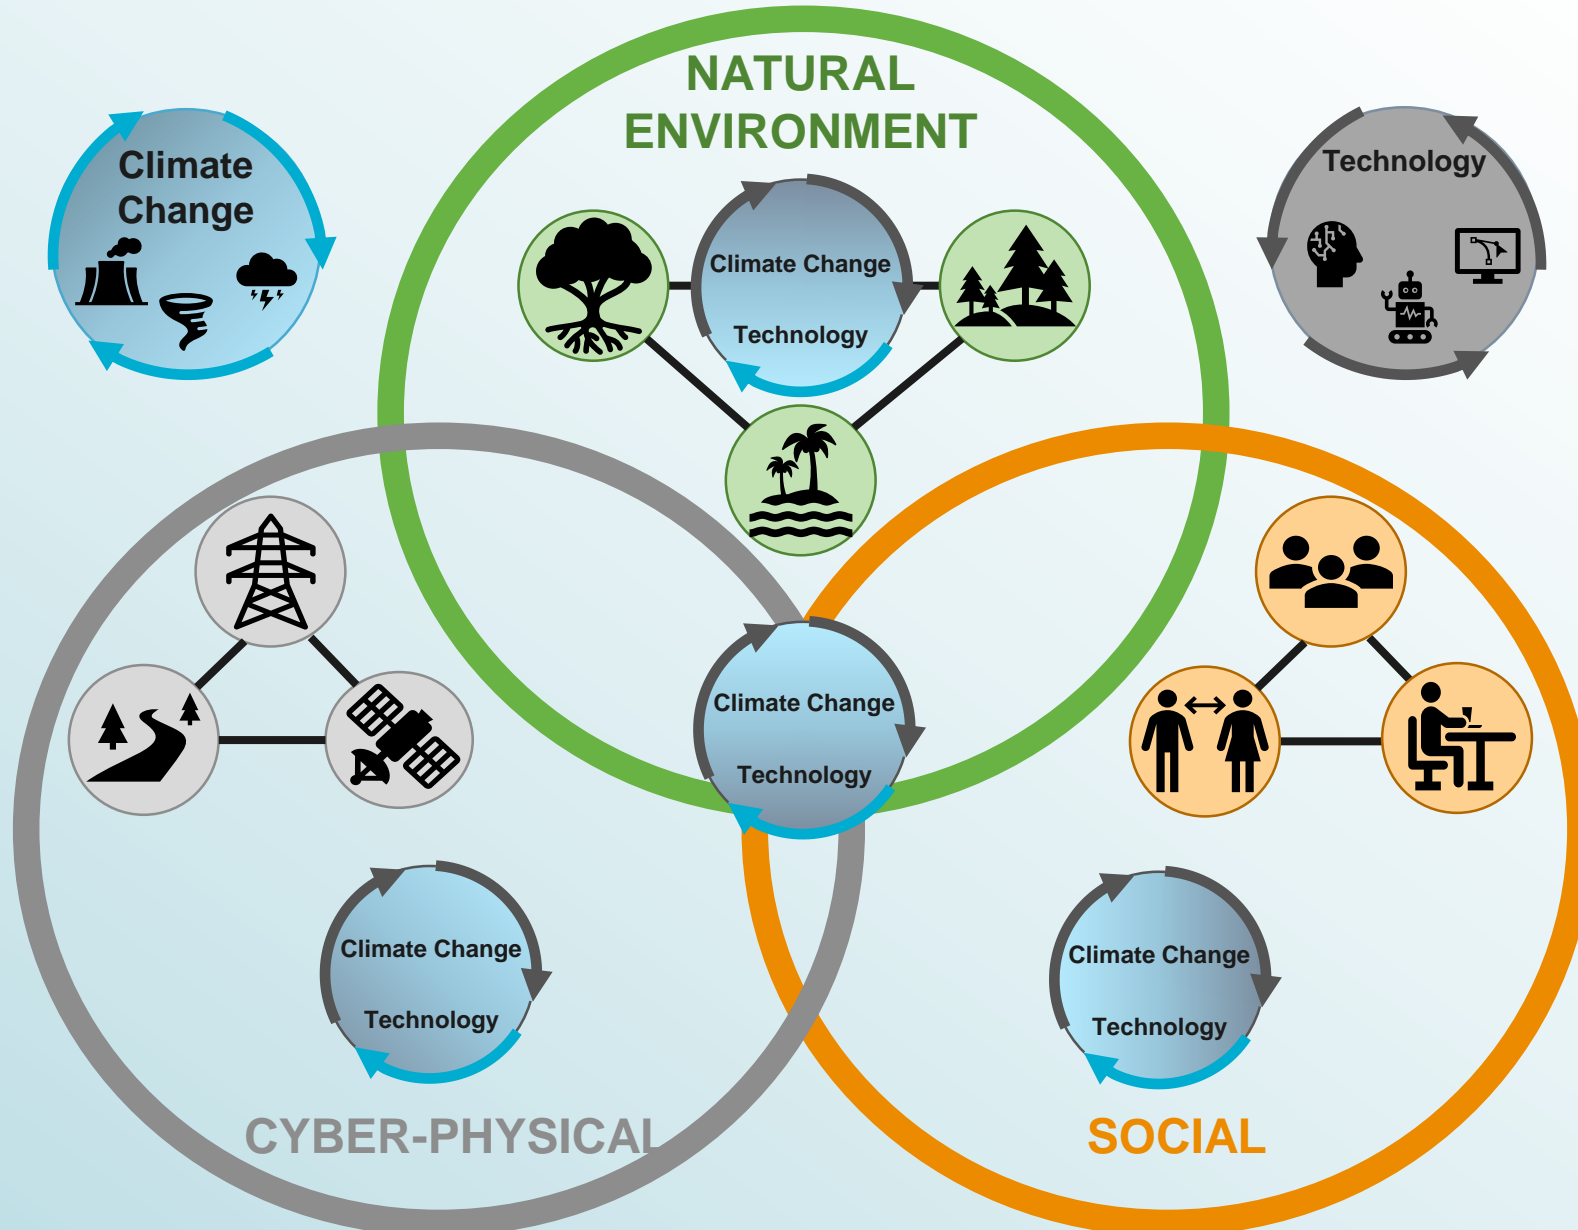 NATURAL
ENVIRONMENT
Climate
Change
Technology
Climate Change
Technology
Climate Change
Technology
Climate Change
Technology
Climate Change
Technology
CYBER-PHYSICAL
SOCIAL